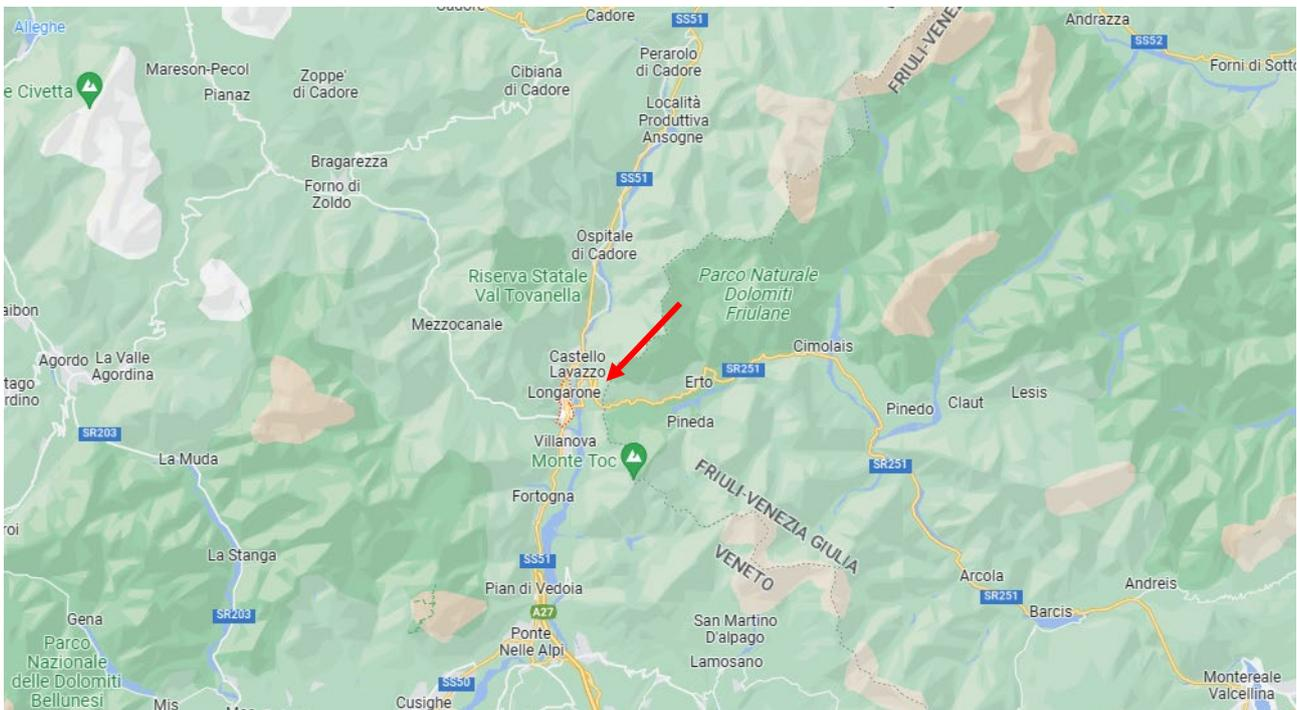 Cadore
SS51
Andrazza
Alleghe
SS52
FRIULI-VENE
Perarolo
di Cadore
Forni di Sotto
Mareson-Pecol
Zoppe'
di Cadore
Cibiana
di Cadore
e Civetta
Pianaz
Località
Produttiva
Ansogne
Bragarezza
SS51
Forno di
Zoldo
Ospitale
di Cadore
Riserva Statale
Val Tovanella
Parco Naturale
Dolomiti
Friulane
aibon
Mezzocanale
Cimolais
Castello
Lavazzo
Agordo
La Valle
Agordina
SR251
Erto
tago
rdino
Longarone
Lesis
Claut
Pinedo
Pineda
SR203
Villanova
La Muda
Monte Toc
SR251
FRIULI-VENEZIA GIULIA
Fortogna
roi
VENETO
La Stanga
SS51
Arcola
Andreis
Pian di Vedoia
SR251
A27
Barcis
SR203
Gena
San Martino
D'alpago
Parco
Nazionale
delle Dolomiti
Bellunesi
Ponte
Nelle Alpi
Lamosano
SS50
Montereale
Valcellina
Mis
Cusighe